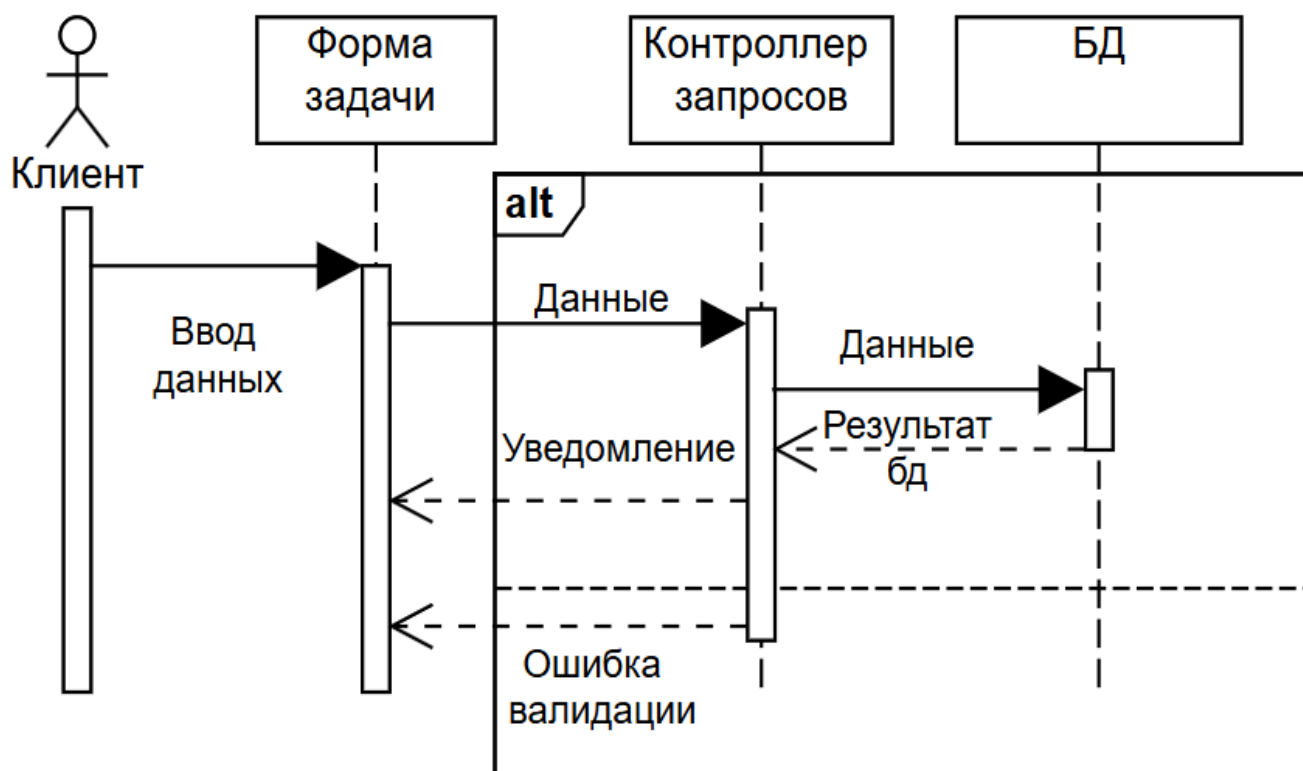 Форма
задачи
Контроллер
запросов
БД
Клиент
alt
Ввод
данных
Данные
Данные
Результат
бд
Уведомление
Ошибка
валидации